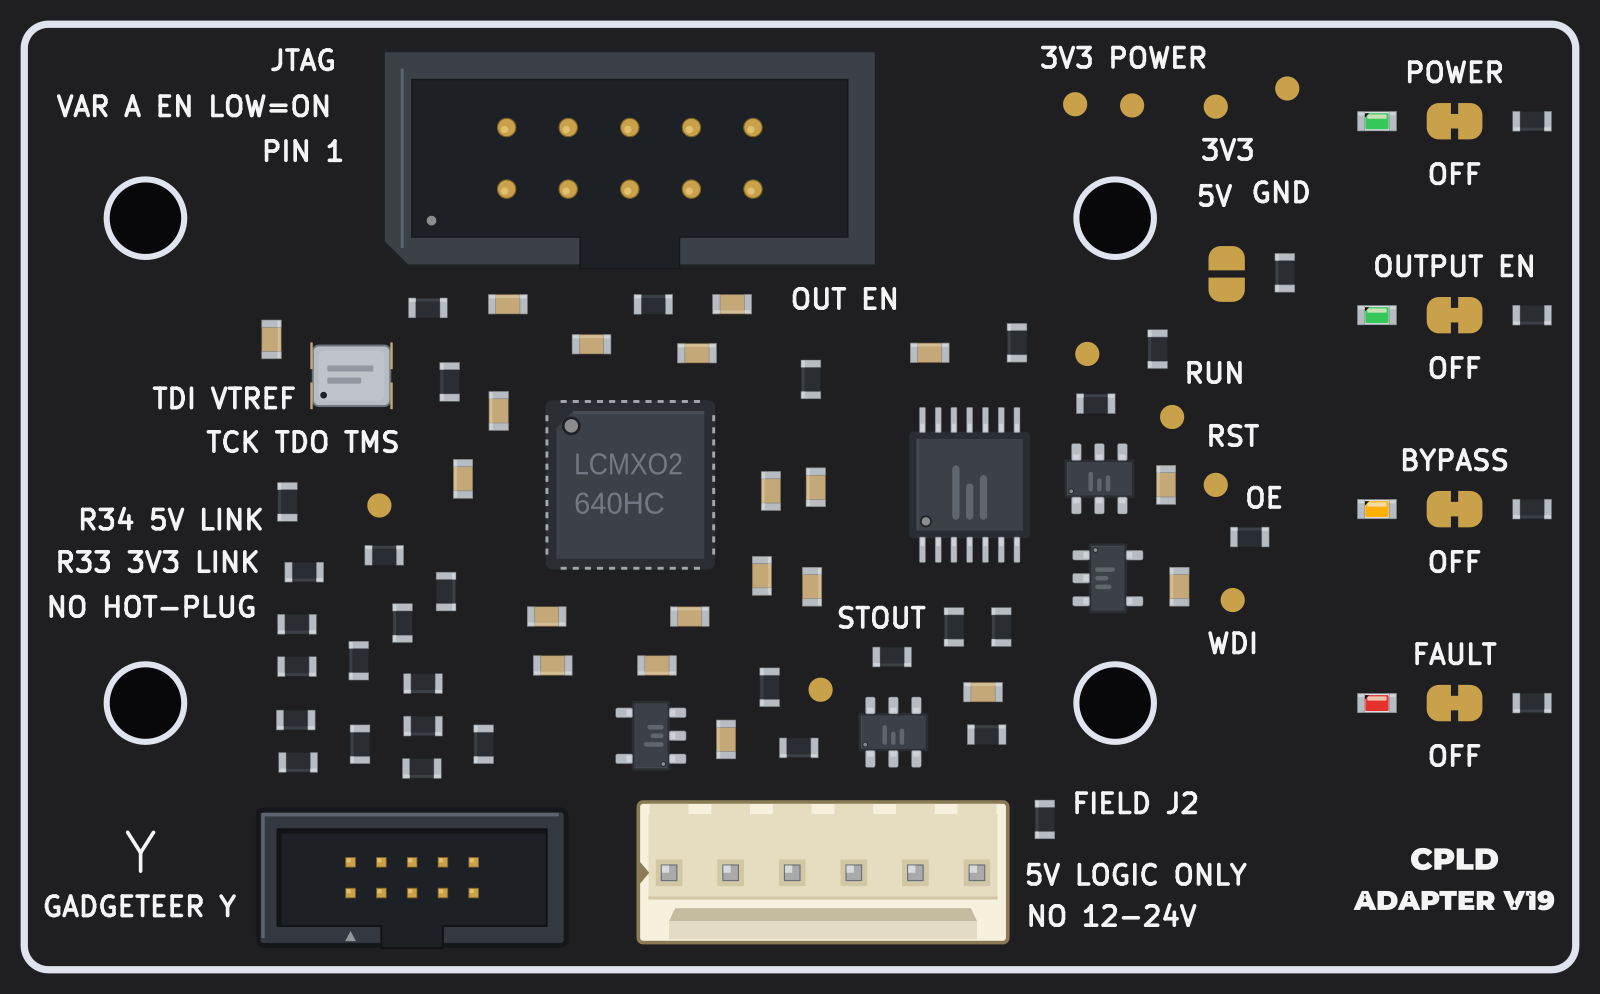 JTAG
VAR A EN LOW=ON
PIN 1
3V3 POWER
3V3
5V GND
POWER
OFF
OUTPUT EN
OFF
OUT EN
TDI VTREF
TCK TDO TMS
LCMXO2
640HC
RUN
RST
OE
WDI
BYPASS
OFF
R34 5V LINK
R33 3V3 LINK
NO HOT-PLUG
STOUT
FAULT
OFF
Y
GADGETEER Y
FIELD J2
5V LOGIC ONLY
NO 12-24V
CPLD
ADAPTER V19